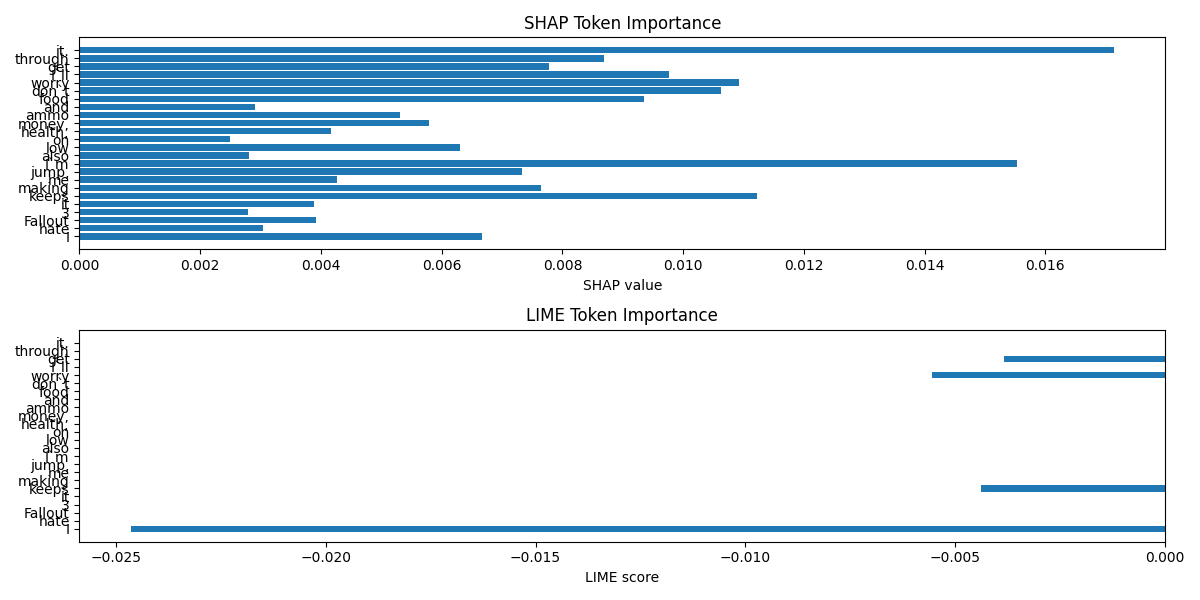 SHAP Token Importance
it.
through
get
I'll
worry
don't
food
and
ammo
money,
health,
on
low
also
I'm
jump.
me
making
keeps
it
3
Fallout
hate
I
0.000 0.002 0.004 0.006 0.008 0.010 0.012 0.014 0.016
SHAP value
LIME Token Importance
it.
through
get
I'll
worry
don't
food
and
ammo
money,
health,
on
low
also
I'm
jump.
me
making
keeps
it
3
Fallout
hate
I
−0.025 −0.020 −0.015 −0.010 −0.005 0.000
LIME score